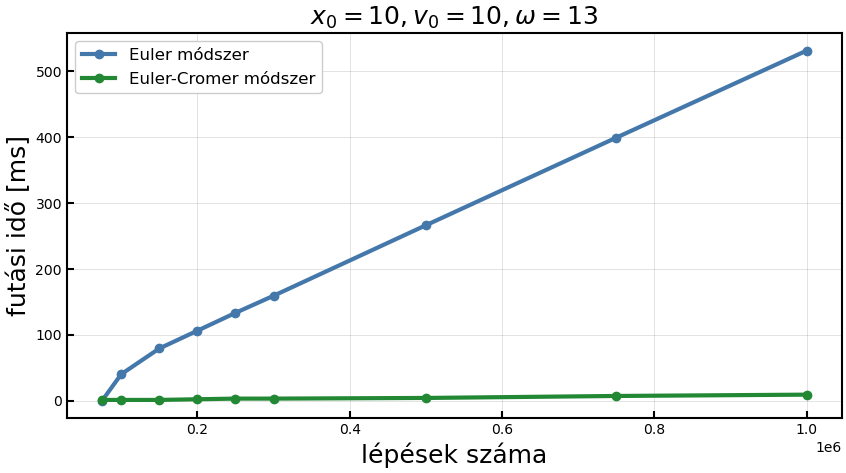 x₀ = 10, v₀ = 10, ω = 13
Euler módszer
Euler-Cromer módszer
futási idő [ms]
500
400
300
200
100
0
0.2 0.4 0.6 0.8 1.0
1e6
lépések száma